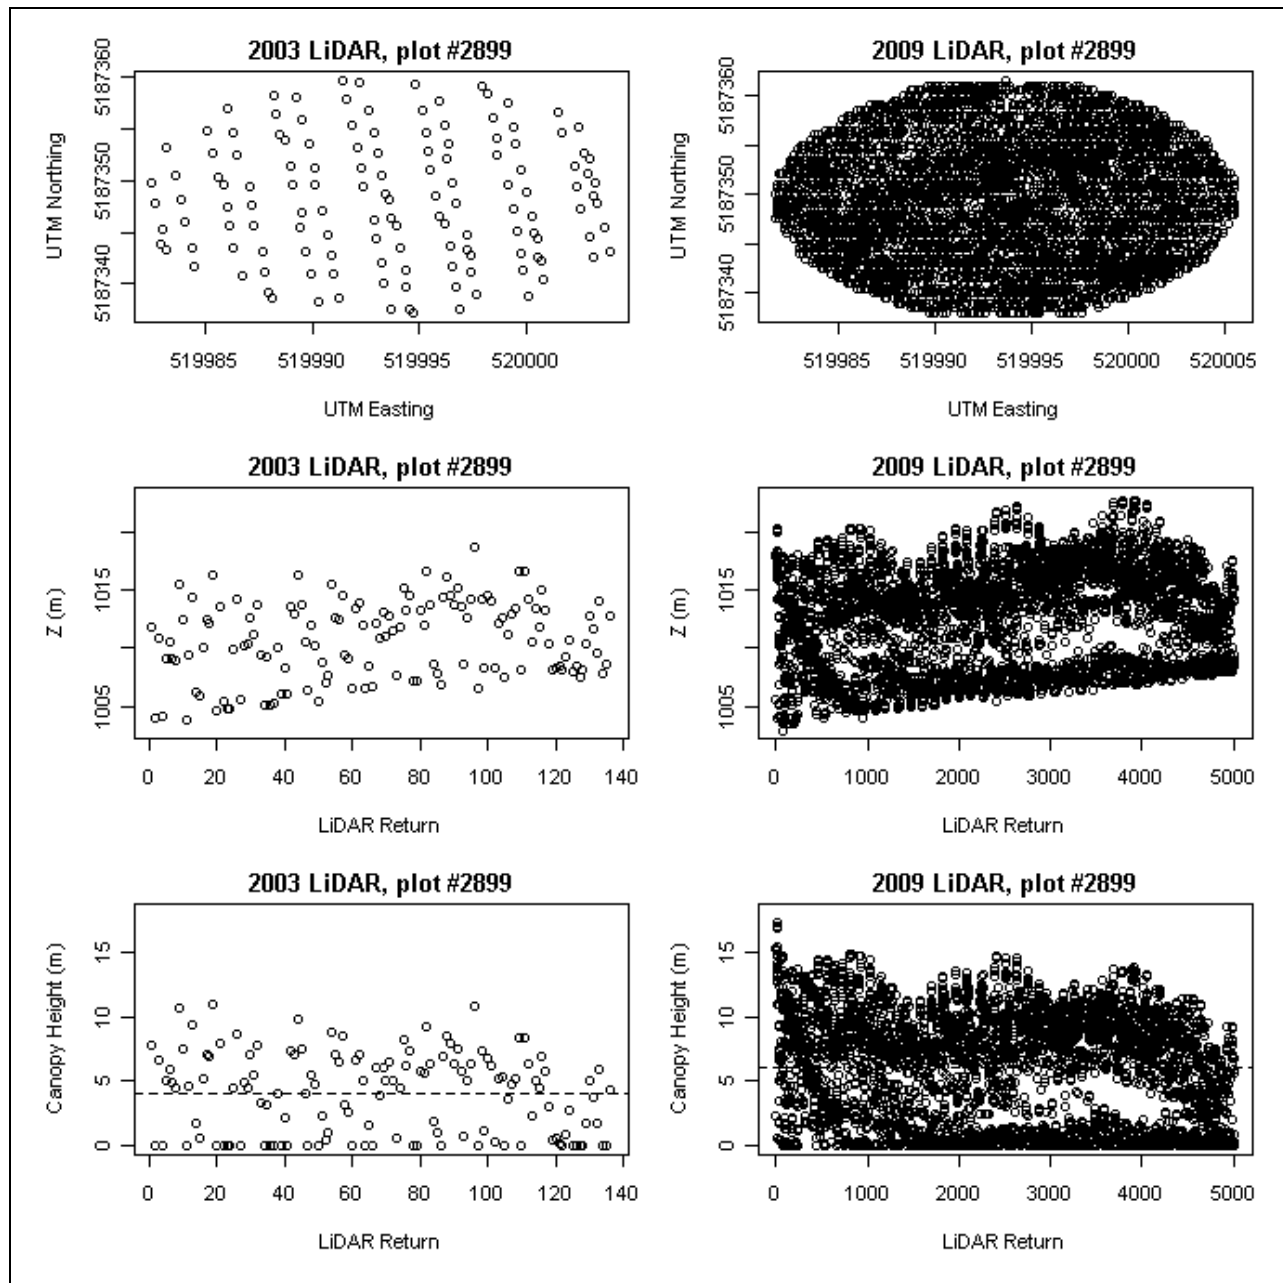 2003 LiDAR, plot #2899
UTM Northing
5187340 5187350 5187360
519985 519990 519995 520000
UTM Easting
2009 LiDAR, plot #2899
UTM Northing
5187340 5187350 5187360
519985 519990 519995 520000 520005
UTM Easting
2003 LiDAR, plot #2899
Z (m)
1005 1015
0 20 40 60 80 100 120 140
LiDAR Return
2009 LiDAR, plot #2899
Z (m)
1005 1015
0 1000 2000 3000 4000 5000
LiDAR Return
2003 LiDAR, plot #2899
Canopy Height (m)
0 5 10 15
0 20 40 60 80 100 120 140
LiDAR Return
2009 LiDAR, plot #2899
Canopy Height (m)
0 5 10 15
0 1000 2000 3000 4000 5000
LiDAR Return